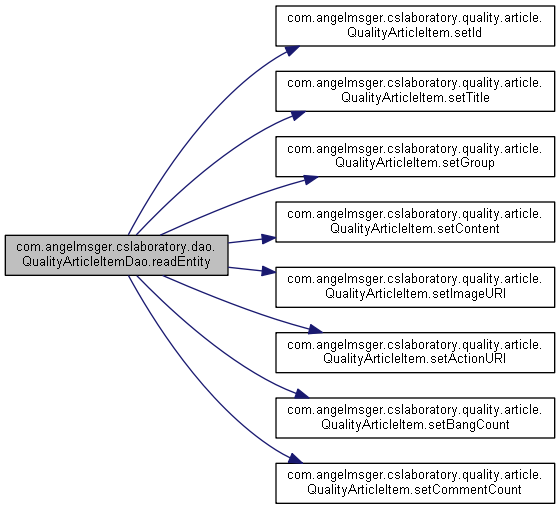 com.angelmsger.cslaboratory.quality.article.
QualityArticleItem.setId
com.angelmsger.cslaboratory.quality.article.
QualityArticleItem.setTitle
com.angelmsger.cslaboratory.quality.article.
QualityArticleItem.setGroup
com.angelmsger.cslaboratory.quality.article.
QualityArticleItem.setContent
com.angelmsger.cslaboratory.dao.
QualityArticleItemDao.readEntity
com.angelmsger.cslaboratory.quality.article.
QualityArticleItem.setImageURI
com.angelmsger.cslaboratory.quality.article.
QualityArticleItem.setActionURI
com.angelmsger.cslaboratory.quality.article.
QualityArticleItem.setBangCount
com.angelmsger.cslaboratory.quality.article.
QualityArticleItem.setCommentCount